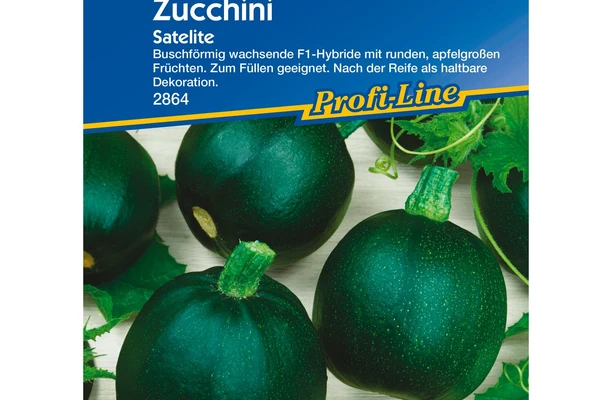 Zucchini
Satelite
Buschförmig wachsende F1-Hybride mit runden, apfelgroßen
Früchten. Zum Füllen geeignet. Nach der Reife als haltbare
Dekoration.
2864
Profi-Line